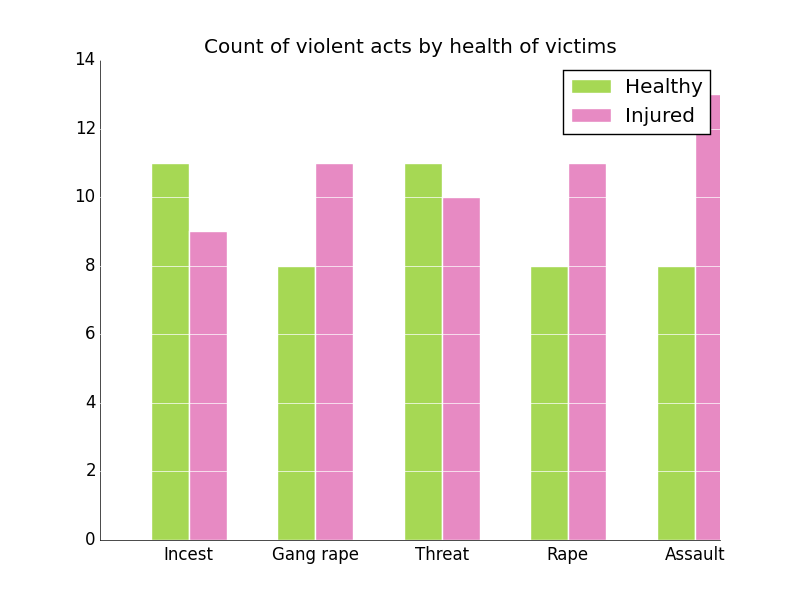 Count of violent acts by health of victims
14
12
10
8
6
4
2
0
Healthy
Injured
Incest Gang rape Threat Rape Assault